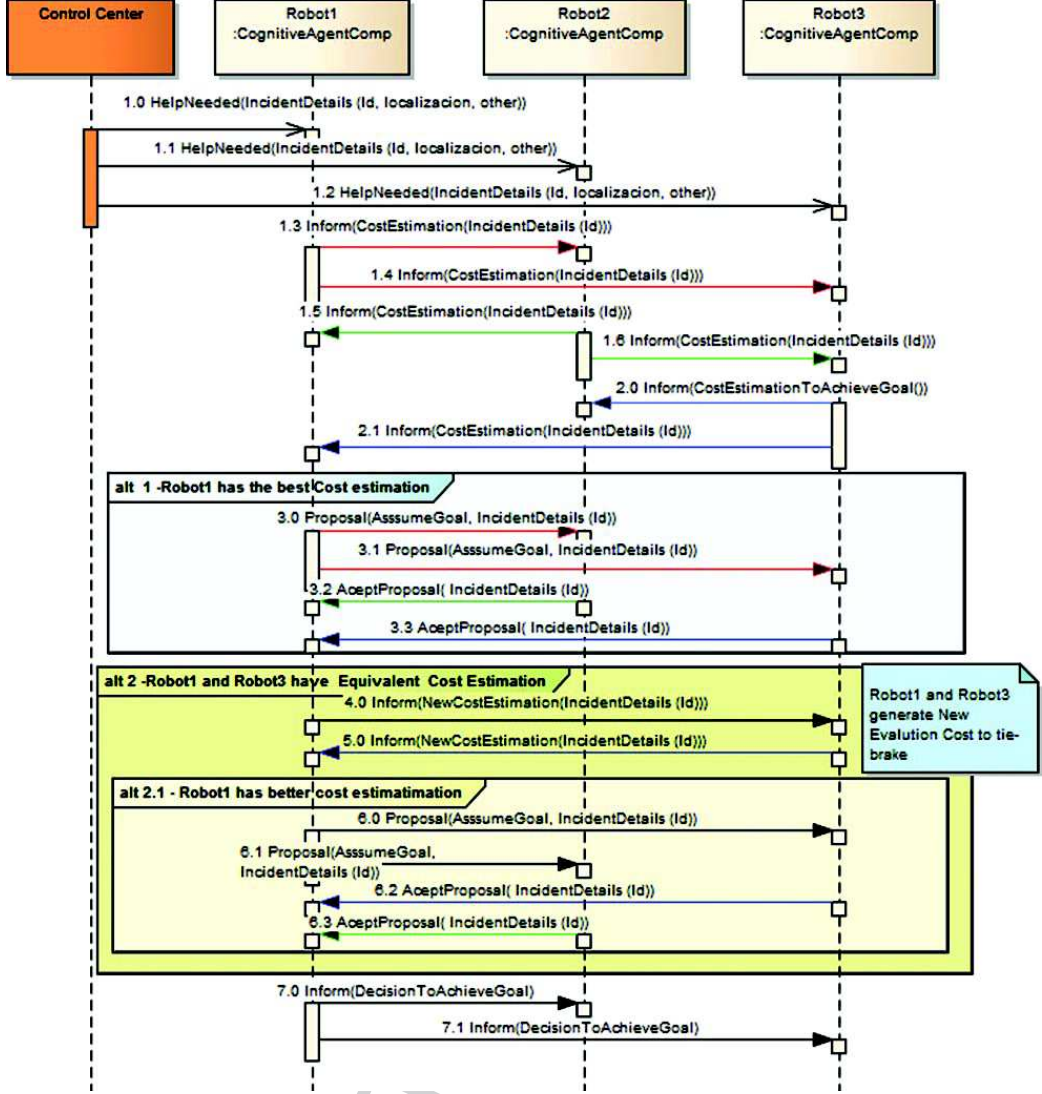 Control Center
Robot1
:CognitiveAgentComp
Robot2
:CognitiveAgentComp
Robot3
:CognitiveAgentComp
1.0 HelpNeeded(IncidentDetails (Id, localizacion, other))
1.1 HelpNeeded(IncidentDetails (Id, localizacion, other))
1.2 HelpNeeded(IncidentDetails (Id, localizacion, other))
1.3 Inform(CostEstimation(IncidentDetails (Id)))
1.4 Inform(CostEstimation(IncidentDetails (Id)))
1.5 Inform(CostEstimation(IncidentDetails (Id)))
1.6 Inform(CostEstimation(IncidentDetails (Id)))
2.0 Inform(CostEstimationToAchieveGoal())
2.1 Inform(CostEstimation(IncidentDetails (Id)))
alt 1 -Robot1 has the best Cost estimation
3.0 Proposal(AsssumeGoal, IncidentDetails (Id))
3.1 Proposal(AsssumeGoal, IncidentDetails (Id))
3.2 AceptProposal( IncidentDetails (Id))
3.3 AceptProposal( IncidentDetails (Id))
alt 2 -Robot1 and Robot3 have Equivalent Cost Estimation
Robot1 and Robot3
generate New
Evalution Cost to tie-
brake
4.0 Inform(NewCostEstimation(IncidentDetails (Id)))
5.0 Inform(NewCostEstimation(IncidentDetails (Id)))
alt 2.1 - Robot1 has better cost estimatimation
6.0 Proposal(AsssumeGoal, IncidentDetails (Id))
6.1 Proposal(AsssumeGoal,
IncidentDetails (Id))
6.2 AceptProposal( IncidentDetails (Id))
6.3 AceptProposal( IncidentDetails (Id))
7.0 Inform(DecisionToAchieveGoal)
7.1 Inform(DecisionToAchieveGoal)